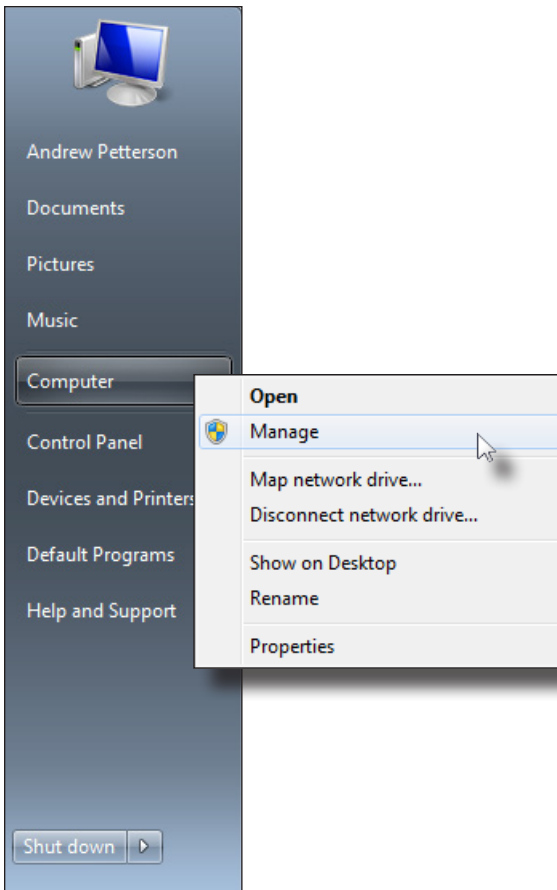 Andrew Petterson
Documents
Pictures
Music
Computer
Control Panel
Devices and Printers
Default Programs
Help and Support
Shut down
Open
Manage
Map network drive...
Disconnect network drive...
Show on Desktop
Rename
Properties